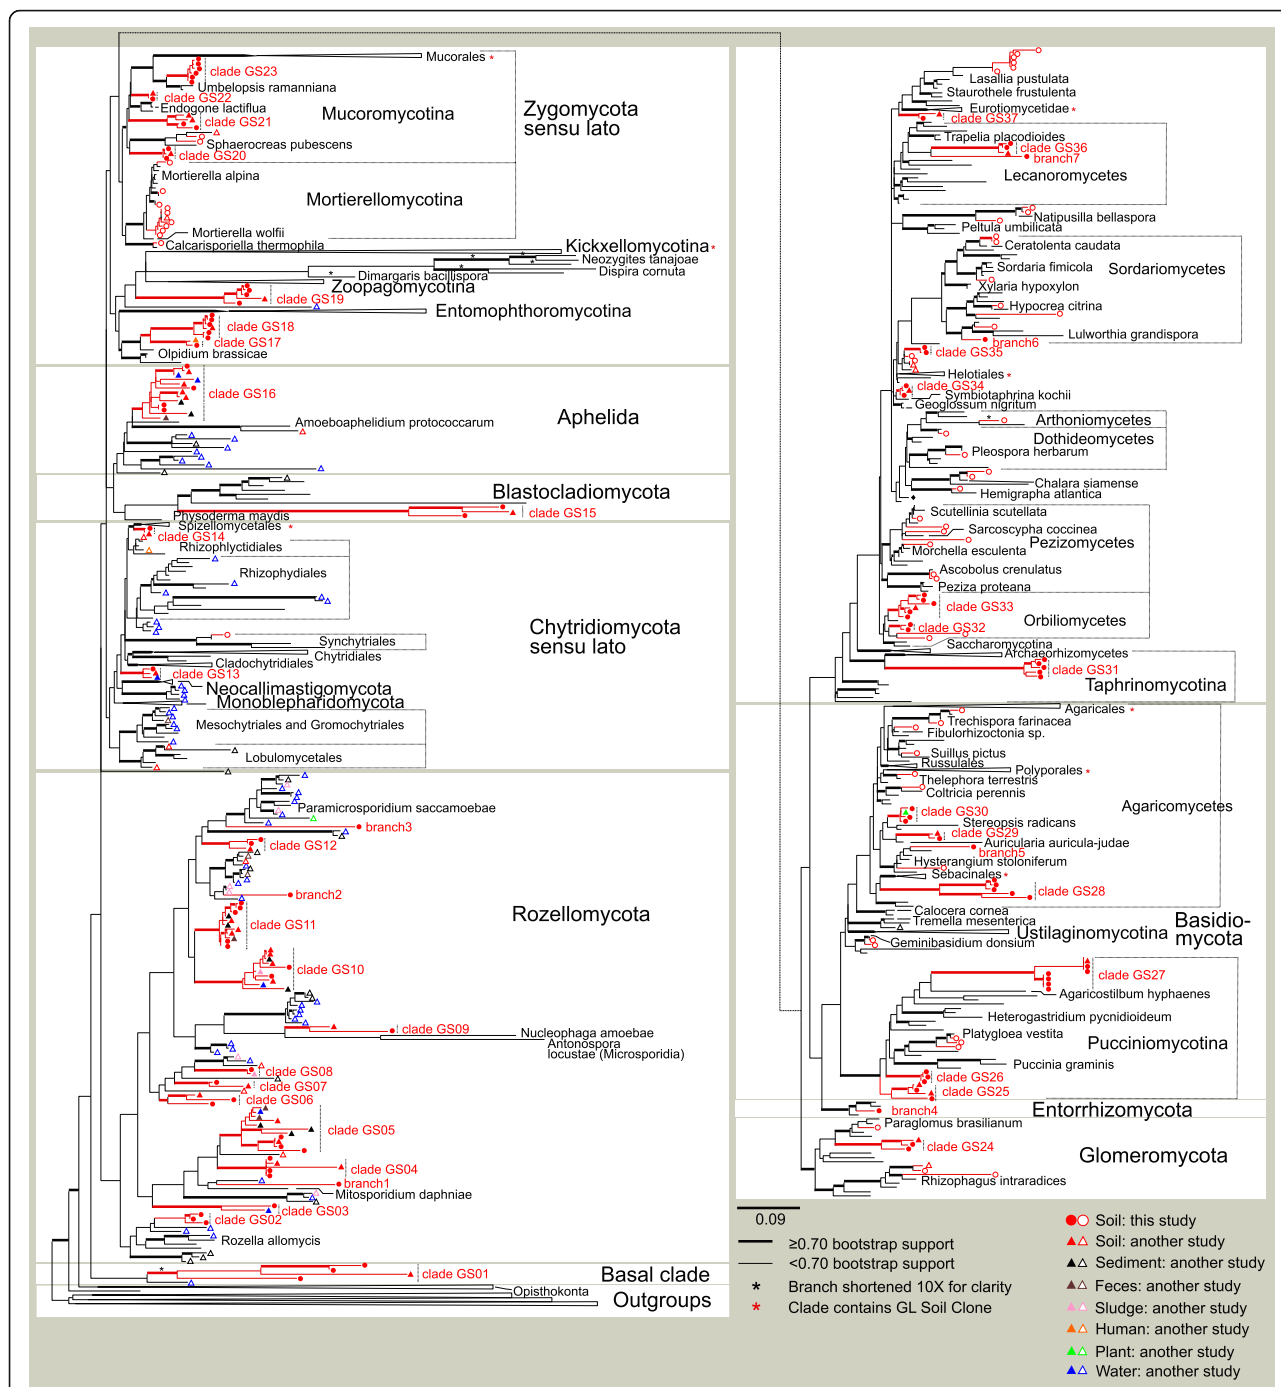 Mucorales *
clade GS23
Umbelopsis ramanniana
clade GS22
Endogone lactiflua
Mucoromycotina
Zygomycota
sensu lato
clade GS21
Sphaerocreas pubescens
clade GS20
Mortierella alpina
Mortierellomycotina
Mortierella wolfii
Calcarisporiella thermophila
Kickxellomycotina *
Neozygites tanajoae
Dispira cornuta
Dimargaris bacillispora
Zoopagomycotina
clade GS19
Entomophthoromycotina
clade GS18
clade GS17
Olpidium brassicae
clade GS16
Aphelida
Amoeboaphelidium protococcarum
Blastocladiomycota
clade GS15
Physoderma maydis
Spizellomycetales *
clade GS14
Rhizophlyctidiales
Rhizophydiales
Chytridiomycota
sensu lato
Synchytriales
Chytridiales
Cladochytridiales
clade GS13
Neocallimastigomycota
Monoblepharidomycota
Mesochytriales and Gromochytriales
Lobulomycetales
Paramicrosporidium saccamoebae
branch3
clade GS12
branch2
Rozellomycota
clade GS11
clade GS10
clade GS09
Nucleophaga amoebae
Antonospora
locustae (Microsporidia)
clade GS08
clade GS07
clade GS06
clade GS05
clade GS04
branch1
Mitosporidium daphniae
clade GS03
clade GS02
Rozella allomycis
clade GS01
Basal clade
Opisthokonta
Outgroups
Lasallia pustulata
Staurothele frustulenta
Eurotiomycetidae *
clade GS37
Trapelia placodioides
clade GS36
branch7
Lecanoromycetes
Natipusilla bellaspora
Peltula umbilicata
Ceratolenta caudata
Sordariomycetes
Sordaria fimicola
Xylaria hypoxylon
Hypocrea citrina
Lulworthia grandispora
branch6
clade GS35
Helotiales *
clade GS34
Symbiotaphrina kochii
Geoglossum nigritum
Arthoniomycetes
Dothideomycetes
Pleospora herbarum
Chalara siamense
Hemigrapha atlantica
Scutellinia scutellata
Sarcoscypha coccinea
Pezizomycetes
Morchella esculenta
Ascobolus crenulatus
Peziza proteana
clade GS33
Orbiliomycetes
clade GS32
Saccharomycotina
Archaeorhizomycetes
clade GS31
Taphrinomycotina
Agaricales *
Trechispora farinacea
Fibulorhizoctonia sp.
Suillus pictus
Russulales
Polyporales *
Thelephora terrestris
Coltricia perennis
Agaricomycetes
clade GS30
Stereopsis radicans
clade GS29
Auricularia auricula-judae
branch5
Hysterangium stoloniferum
Sebacinales *
clade GS28
Calocera cornea
Tremella mesenterica
Ustilaginomycotina
Basidio-
mycota
Geminibasidium donsium
clade GS27
Agaricostilbum hyphaenes
Heterogastridium pycnidioideum
Platygloea vestita
Pucciniomycotina
Puccinia graminis
clade GS26
clade GS25
Entorrhizomycota
branch4
Paraglomus brasilianum
clade GS24
Glomeromycota
Rhizophagus intraradices
0.09
≥0.70 bootstrap support
<0.70 bootstrap support
* Branch shortened 10X for clarity
* Clade contains GL Soil Clone
Soil: this study
Soil: another study
Sediment: another study
Feces: another study
Sludge: another study
Human: another study
Plant: another study
Water: another study